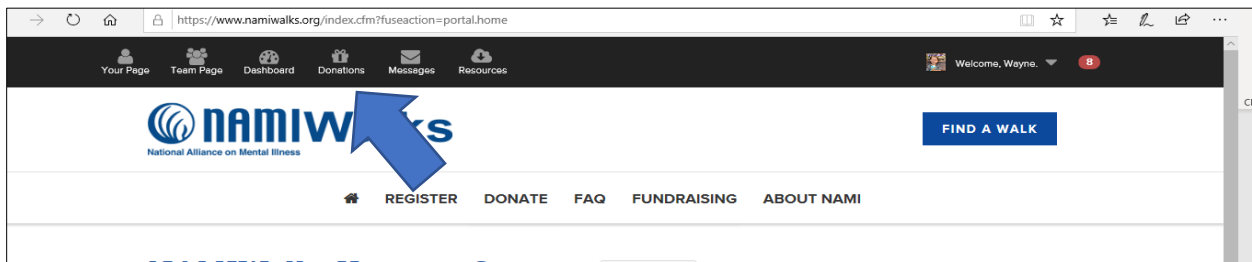 https://www.namiwalks.org/index.cfm?fuseaction=portal.home
Your Page Team Page Dashboard Donations Messages Resources Welcome, Wayne. 8
namiw ks
National Alliance on Mental Illness
FIND A WALK
REGISTER DONATE FAQ FUNDRAISING ABOUT NAMI